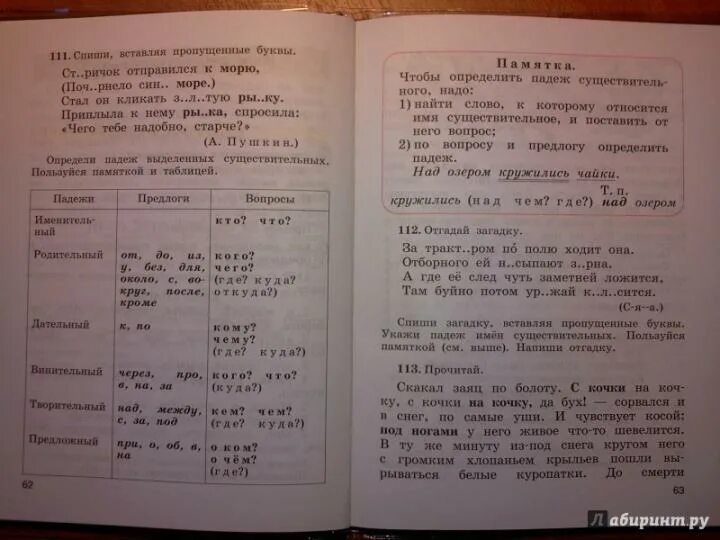 111. Спиши, вставляя пропущенные буквы.
Ст..ричок отправился к морю,
(Поч..рнело син.. море.)
Стал он кликать з..л..тую ры..ку.
Приплыла к нему ры..ка, спросила:
«Чего тебе надобно, старче?»
(А. Пушкин.)
Определи падеж выделенных существительных.
Пользуйся памяткой и таблицей.
Падежи Предлоги Вопросы
Именитель- кто? что?
ный
Родительный от, до, из, кого?
у, без, для, чего?
около, с, во- (где? куда?
круг, после, откуда?)
кроме
Дательный к, по кому?
чему?
(где? куда?)
Винительный через, про, кого? что?
в, на, за (куда?)
Творительный над, между, кем? чем?
с, за, под (где? куда?)
Предложный при, о, об, в, о ком?
на о чём?
(где?)
62
Памятка.
Чтобы определить падеж существитель-
ного, надо:
1) найти слово, к которому относится
имя существительное, и поставить от
него вопрос;
2) по вопросу и предлогу определить
падеж.
Над озером кружились чайки.
Т. п.
кружились (над чем? где?) над озером
112. Отгадай загадку.
За тракт..ром по́ полю ходит она.
Отборного ей н..сыпают з..рна.
А где её след чуть заметней ложится,
Там буйно потом ур..жай к..л..сится.
(С-я-а.)
Спиши загадку, вставляя пропущенные буквы.
Укажи падеж имён существительных. Пользуйся
памяткой (см. выше). Напиши отгадку.
113. Прочитай.
Скакал заяц по болоту. С кочки на коч-
ку, с кочки на кочку, да бух! — сорвался и
в снег, по самые уши. И чувствует косой:
под ногами у него живое что-то шевелится.
В ту же минуту из-под снега кругом него
с громким хлопаньем крыльев пошли вы-
рываться белые куропатки. До смерти
63
Лабиринт.ру